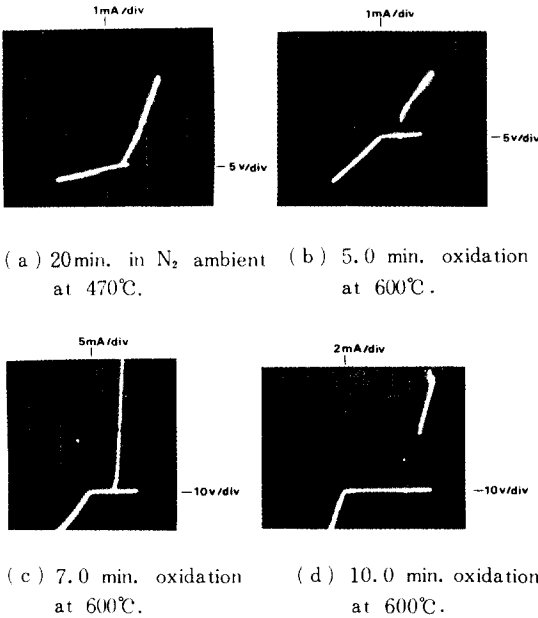 1mA/div
1mA/div
—5v/div
—5v/div
(a) 20min. in N₂ ambient at 470℃.
(b) 5.0 min. oxidation at 600℃.
5mA/div
2mA/div
—10v/div
—10v/div
(c) 7.0 min. oxidation at 600℃.
(d) 10.0 min. oxidation at 600℃.